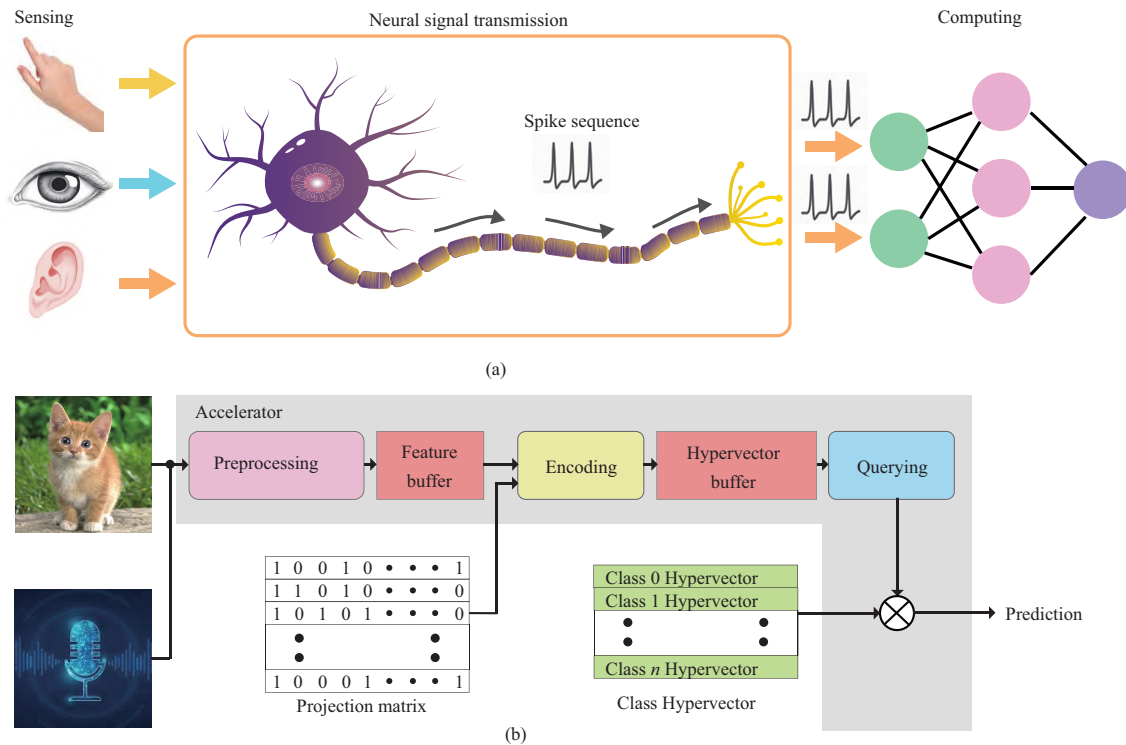 Sensing
Neural signal transmission
Computing
Spike sequence
(a)
Accelerator
Preprocessing
Feature
buffer
Encoding
Hypervector
buffer
Querying
1 0 0 1 0 • • • 1
1 1 0 1 0 • • • 0
1 0 1 0 1 • • • 0
1 0 0 0 1 • • • 1
Projection matrix
Class 0 Hypervector
Class 1 Hypervector
Class n Hypervector
Class Hypervector
Prediction
(b)